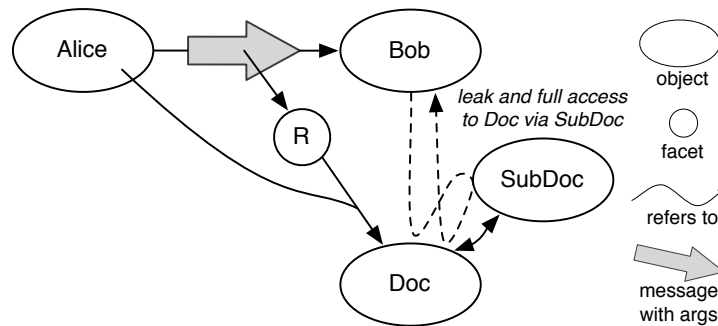 Alice
Bob
leak and full access
to Doc via SubDoc
R
SubDoc
Doc
object
facet
refers to
message
with args